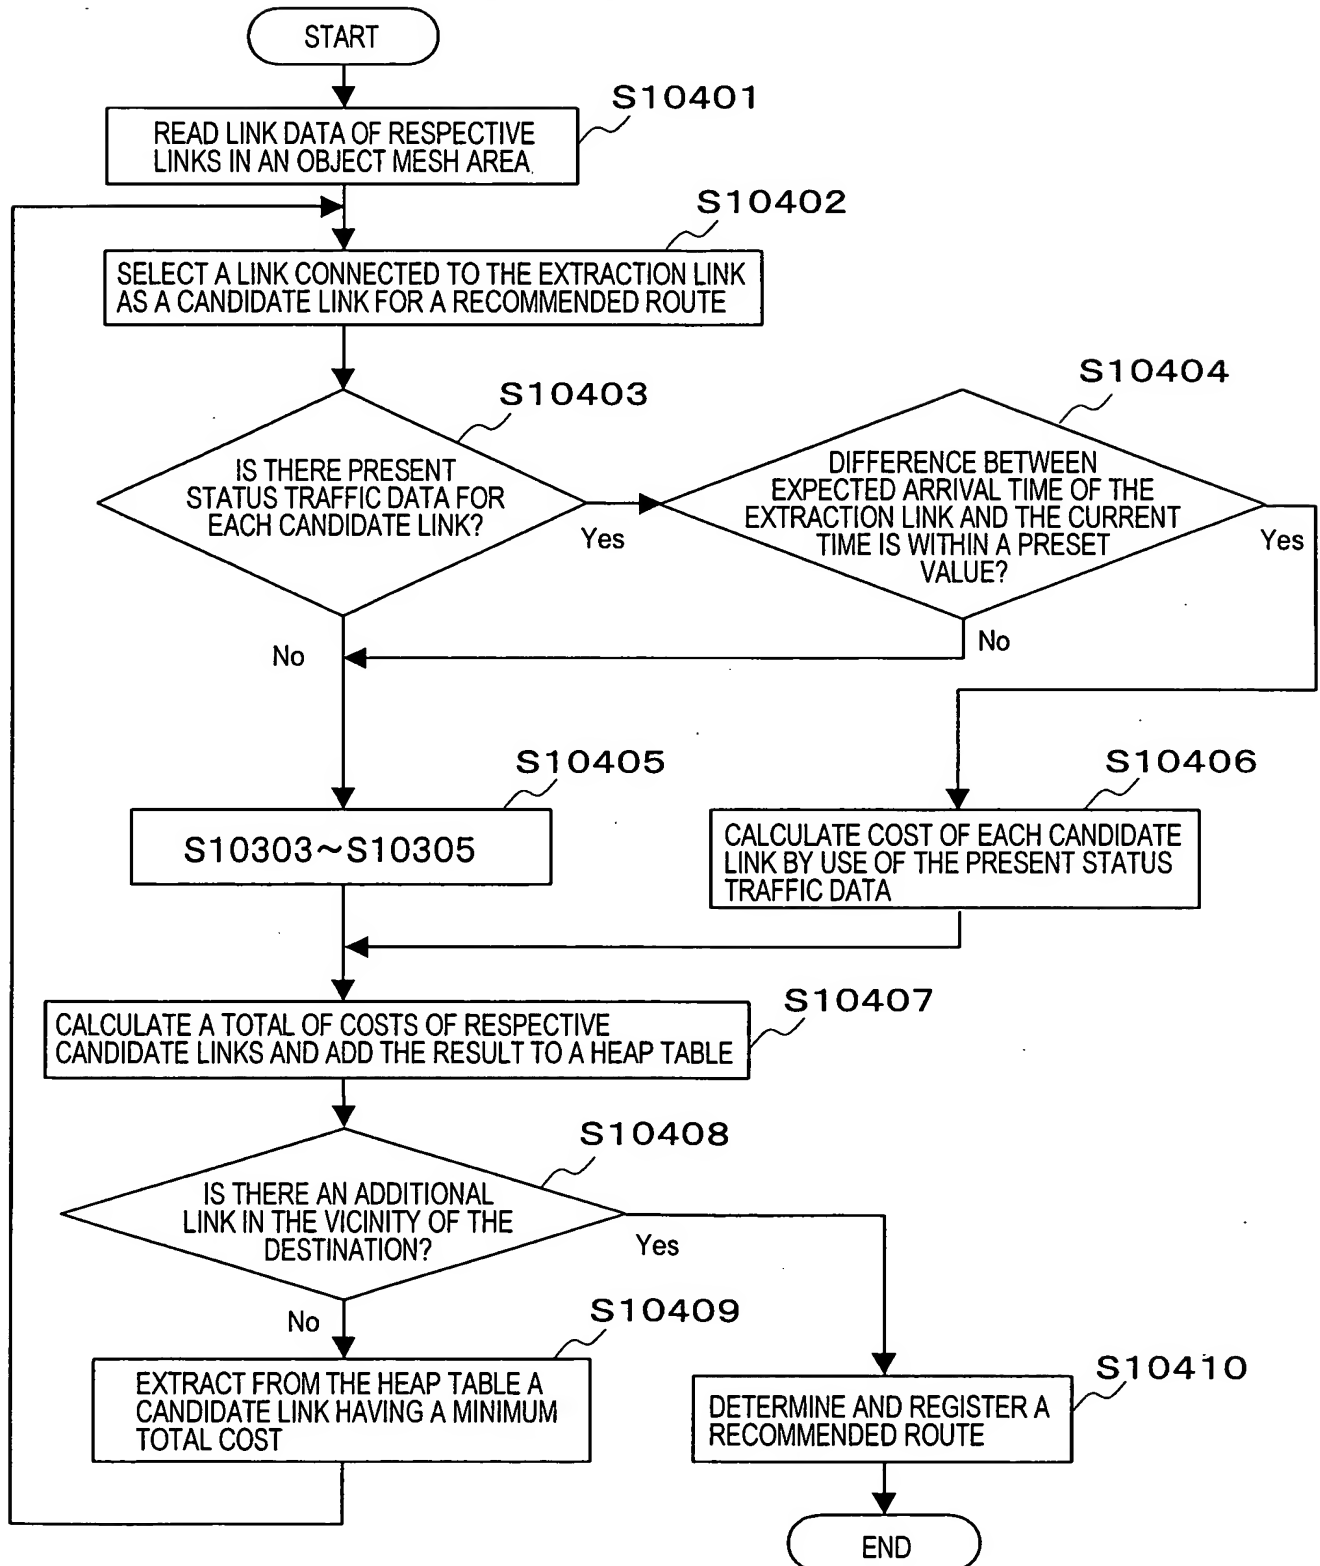 START
S10401
READ LINK DATA OF RESPECTIVE
LINKS IN AN OBJECT MESH AREA.
S10402
SELECT A LINK CONNECTED TO THE EXTRACTION LINK
AS A CANDIDATE LINK FOR A RECOMMENDED ROUTE
S10403
IS THERE PRESENT
STATUS TRAFFIC DATA FOR
EACH CANDIDATE LINK?
Yes
No
S10404
DIFFERENCE BETWEEN
EXPECTED ARRIVAL TIME OF THE
EXTRACTION LINK AND THE CURRENT
TIME IS WITHIN A PRESET
VALUE?
Yes
No
S10405
S10303~S10305
S10406
CALCULATE COST OF EACH CANDIDATE
LINK BY USE OF THE PRESENT STATUS
TRAFFIC DATA
S10407
CALCULATE A TOTAL OF COSTS OF RESPECTIVE
CANDIDATE LINKS AND ADD THE RESULT TO A HEAP TABLE
S10408
IS THERE AN ADDITIONAL
LINK IN THE VICINITY OF THE
DESTINATION?
Yes
No
S10409
EXTRACT FROM THE HEAP TABLE A
CANDIDATE LINK HAVING A MINIMUM
TOTAL COST
S10410
DETERMINE AND REGISTER A
RECOMMENDED ROUTE
END